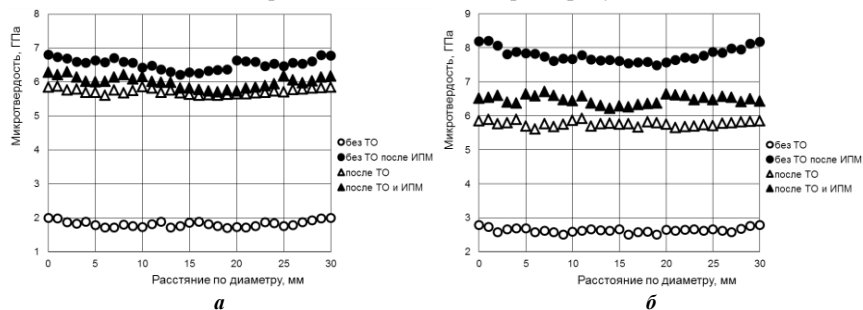 8
7
6
5
4
3
2
1
Микротвердость, ГПа
0 5 10 15 20 25 30
Расстяние по диаметру, мм
без ТО
без ТО после ИПМ
после ТО
после ТО и ИПМ
а
9
8
7
6
5
4
3
2
Микротвердость, ГПа
0 5 10 15 20 25 30
Расстояние по диаметру, мм
без ТО
без ТО после ИПМ
после ТО
после ТО и ИПМ
б